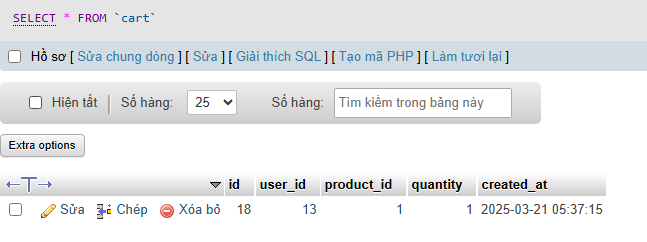 SELECT * FROM `cart`
Hồ sơ [ Sửa chung dòng ] [ Sửa ] [ Giải thích SQL ] [ Tạo mã PHP ] [ Làm tươi lại ]
Hiện tất Số hàng: 25 Số hàng: Tìm kiếm trong bảng này
Extra options
id user_id product_id quantity created_at
Sửa Chép Xóa bỏ 18 13 1 1 2025-03-21 05:37:15